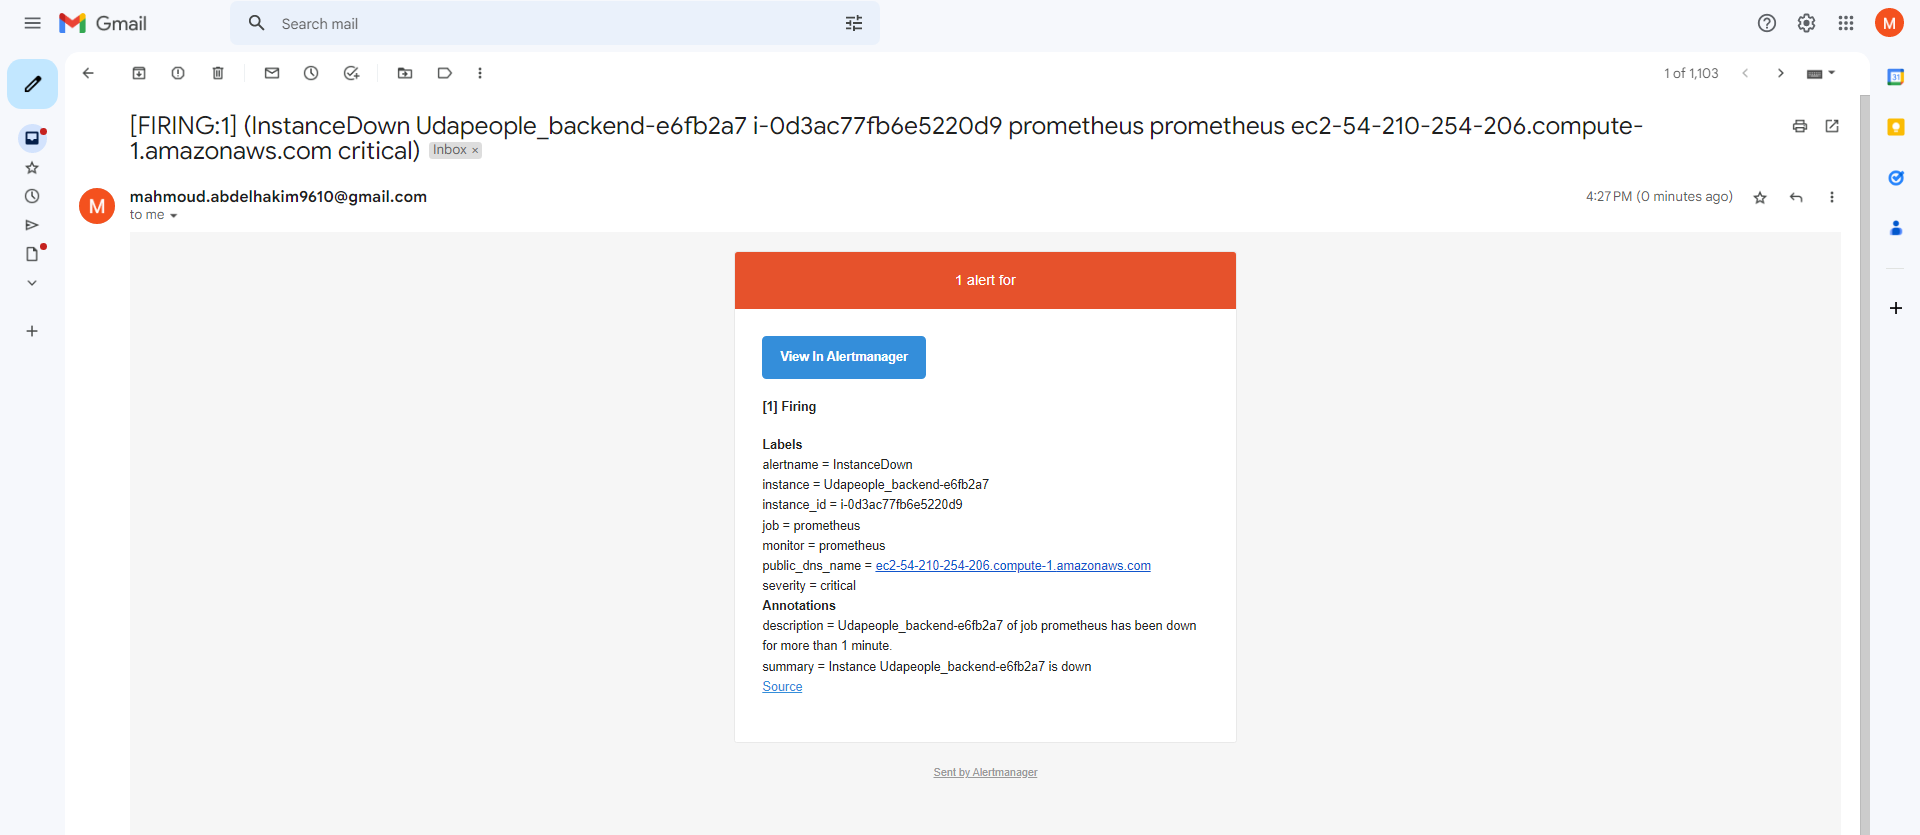 Gmail
Search mail
M
1 of 1,103
[FIRING:1] (InstanceDown Udapeople_backend-e6fb2a7 i-0d3ac77fb6e5220d9 prometheus prometheus ec2-54-210-254-206.compute-
1.amazonaws.com critical) Inbox ×
M
mahmoud.abdelhakim9610@gmail.com
4:27 PM (0 minutes ago)
to me
31
1 alert for
View In Alertmanager
[1] Firing
Labels
alertname = InstanceDown
instance = Udapeople_backend-e6fb2a7
instance_id = i-0d3ac77fb6e5220d9
job = prometheus
monitor = prometheus
public_dns_name = ec2-54-210-254-206.compute-1.amazonaws.com
severity = critical
Annotations
description = Udapeople_backend-e6fb2a7 of job prometheus has been down
for more than 1 minute.
summary = Instance Udapeople_backend-e6fb2a7 is down
Source
Sent by Alertmanager